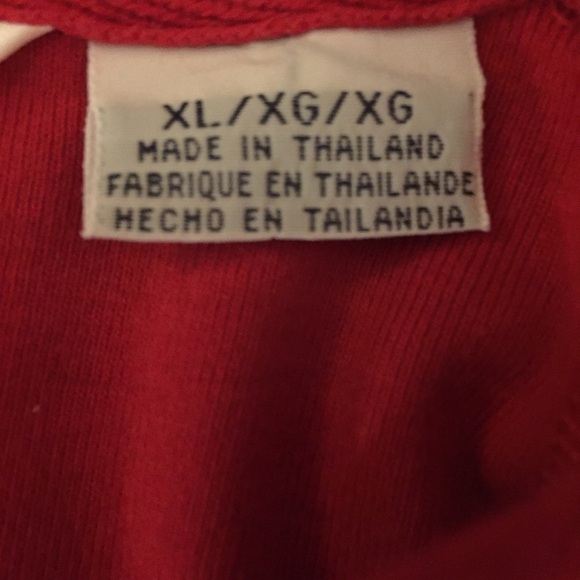 XL/XG/XG
MADE IN THAILAND
FABRIQUE EN THAILANDE
HECHO EN TAILANDIA